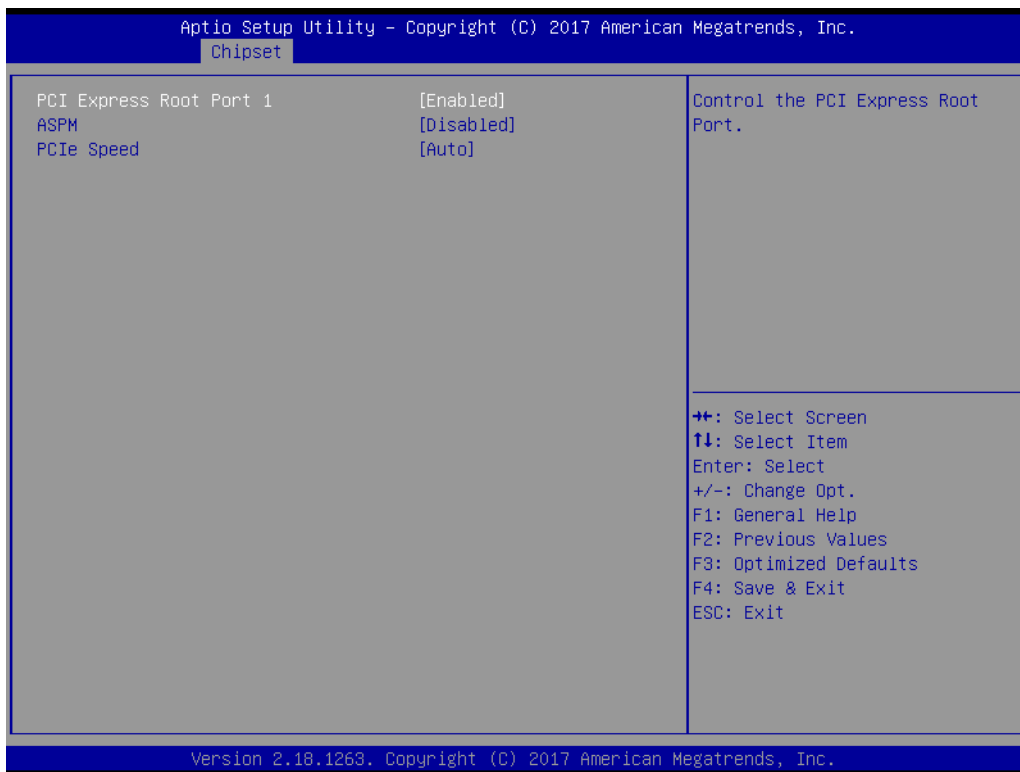 Aptio Setup Utility – Copyright (C) 2017 American Megatrends, Inc.
Chipset
PCI Express Root Port 1 [Enabled]
ASPM [Disabled]
PCIe Speed [Auto]
Control the PCI Express Root
Port.
→←: Select Screen
↑↓: Select Item
Enter: Select
+/-: Change Opt.
F1: General Help
F2: Previous Values
F3: Optimized Defaults
F4: Save & Exit
ESC: Exit
Version 2.18.1263. Copyright (C) 2017 American Megatrends, Inc.